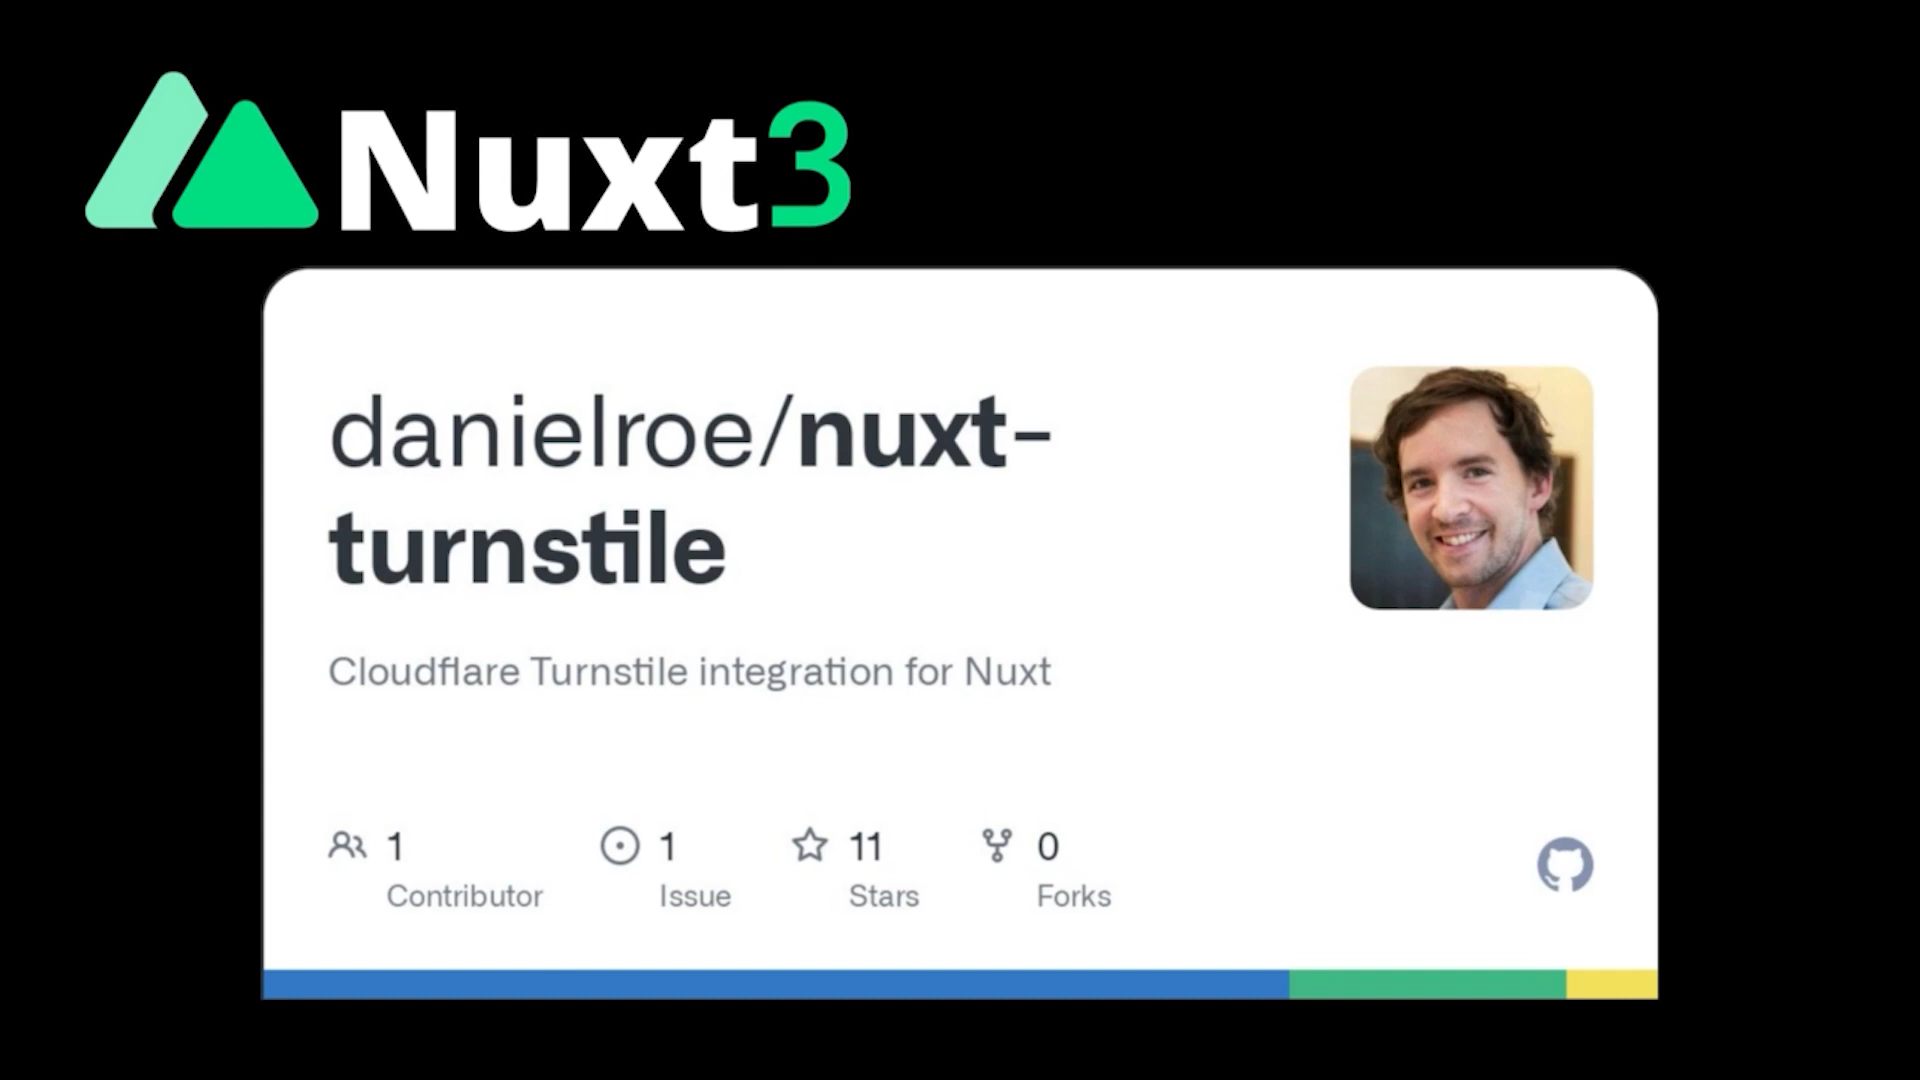 Nuxt3
danielroe/nuxt-
turnstile
Cloudflare Turnstile integration for Nuxt
1 1 11 0
Contributor Issue Stars Forks